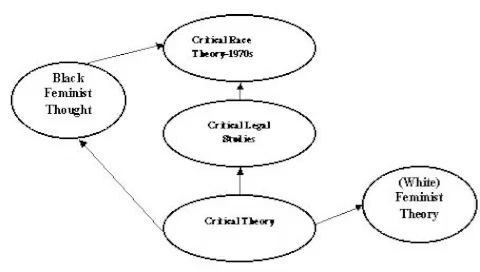 Critical Race
Theory-1970s
Black
Feminist
Thought
Critical Legal
Studies
(White)
Feminist
Theory
Critical Theory